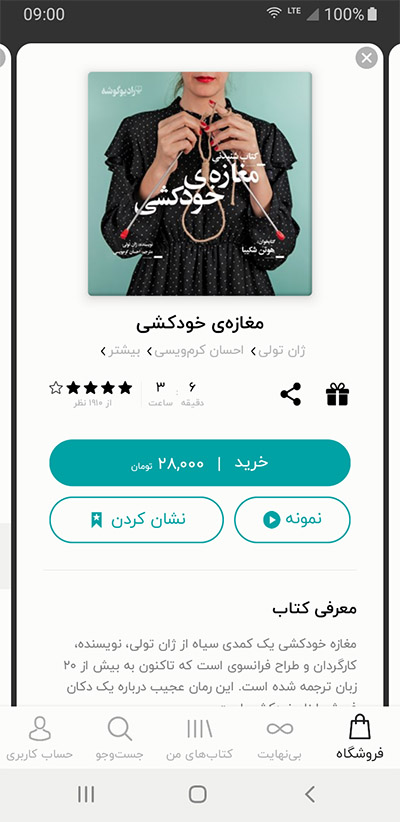 09:00
LTE
100%
رادیو گوشه
کتاب شنیدنی
مغازه‌ی
خودکشی
کتابخوان:
هوتن شکیبا
نویسنده: ژان تولی
مترجم: احسان کرم‌ویسی
مغازه‌ی خودکشی
ژان تولی
احسان کرم‌ویسی
بیشتر
۶ : ۳
دقیقه ساعت
از ۱۹۱۰ نظر
خرید | ۲۸,۰۰۰ تومان
نمونه
نشان کردن
معرفی کتاب
مغازه خودکشی یک کمدی سیاه از ژان تولی، نویسنده،
کارگردان و طراح فرانسوی است که تاکنون به بیش از ۲۰
زبان ترجمه شده است. این رمان عجیب درباره یک دکان
فروشگاه
بی‌نهایت
کتاب‌های من
جست‌وجو
حساب کاربری